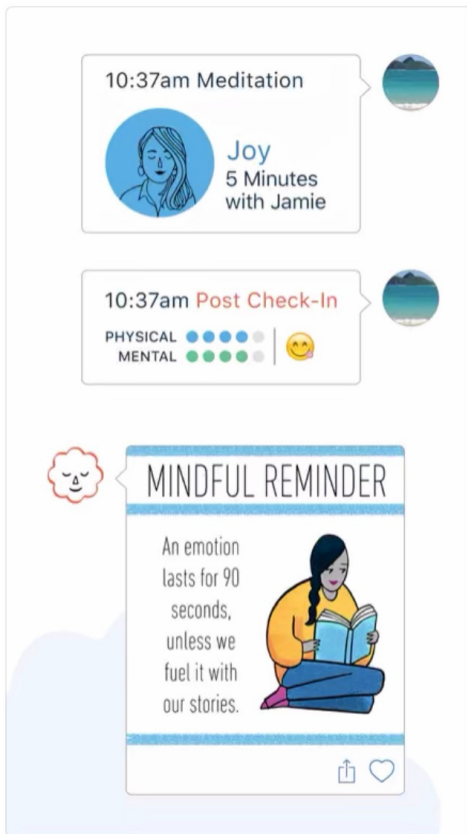 10:37am Meditation
Joy
5 Minutes
with Jamie
10:37am Post Check-In
PHYSICAL
MENTAL
MINDFUL REMINDER
An emotion
lasts for 90
seconds,
unless we
fuel it with
our stories.